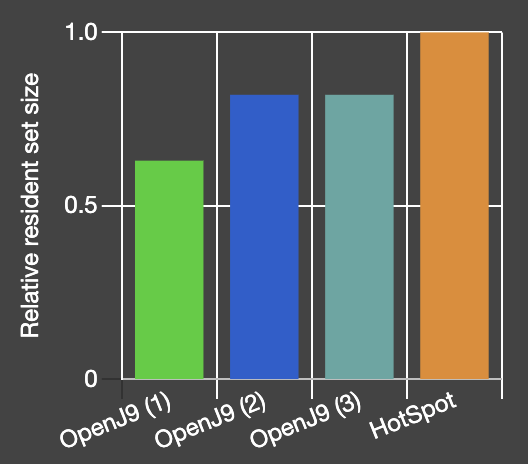 Relative resident set size
1.0
0.5
0
OpenJ9 (1)
OpenJ9 (2)
OpenJ9 (3)
HotSpot